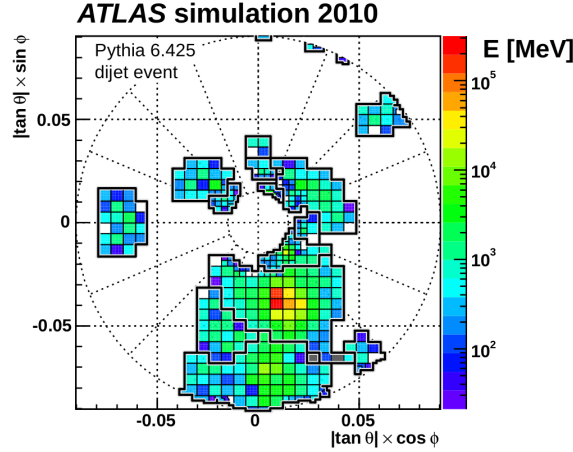 ATLAS simulation 2010
Pythia 6.425
dijet event
|tan θ| × sin ϕ
0.05
0
-0.05
-0.05
0
0.05
|tan θ| × cos ϕ
E [MeV]
10⁵
10⁴
10³
10²